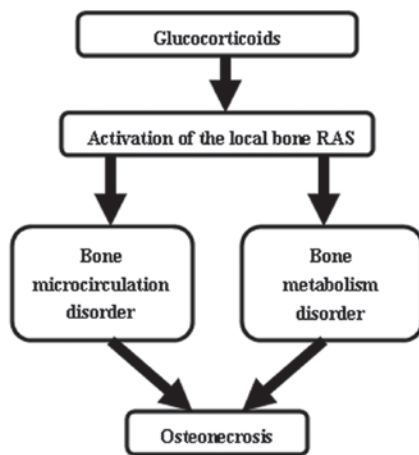 Glucocorticoids
Activation of the local bone RAS
Bone
microcirculation
disorder
Bone
metabolism
disorder
Osteonecrosis